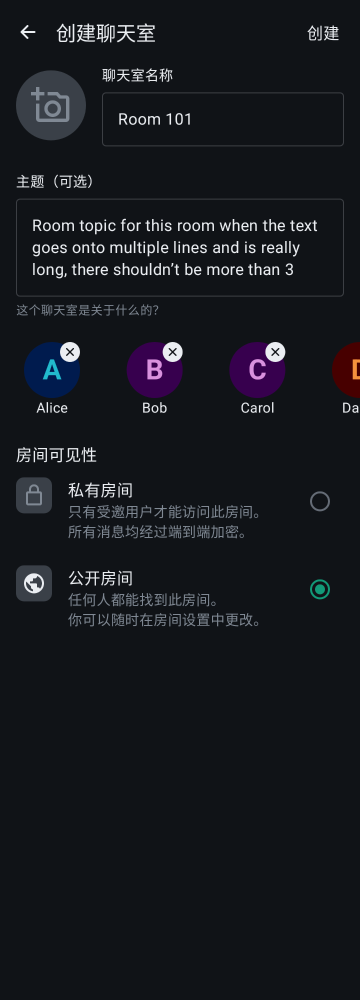 创建聊天室
创建
聊天室名称
Room 101
主题（可选）
Room topic for this room when the text
goes onto multiple lines and is really
long, there shouldn’t be more than 3
这个聊天室是关于什么的？
A
B
C
D
Alice
Bob
Carol
Da
房间可见性
私有房间
只有受邀用户才能访问此房间。
所有消息均经过端到端加密。
公开房间
任何人都能找到此房间。
你可以随时在房间设置中更改。